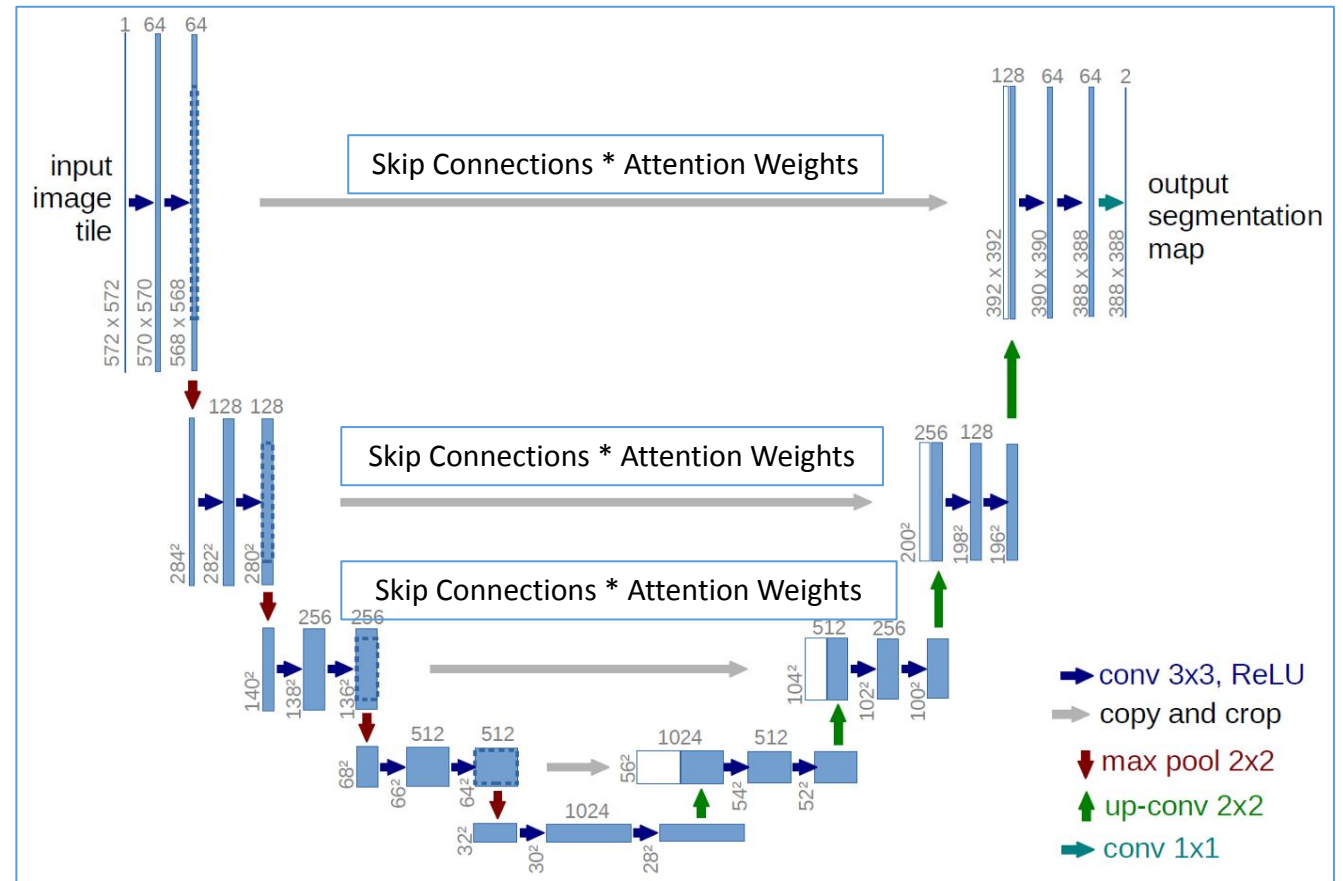 1 64 64
128 64 64 2
Skip Connections * Attention Weights
input
image
tile
output
segmentation
map
572 x 572
570 x 570
568 x 568
392 x 392
390 x 390
388 x 388
388 x 388
128 128
256 128
Skip Connections * Attention Weights
284²
282²
280²
200²
198²
196²
Skip Connections * Attention Weights
256 256
512 256
140²
138²
136²
104²
102²
100²
conv 3x3, ReLU
copy and crop
max pool 2x2
up-conv 2x2
conv 1x1
512 512
1024 512
68²
66²
64²
56²
54²
52²
1024
32²
30²
28²